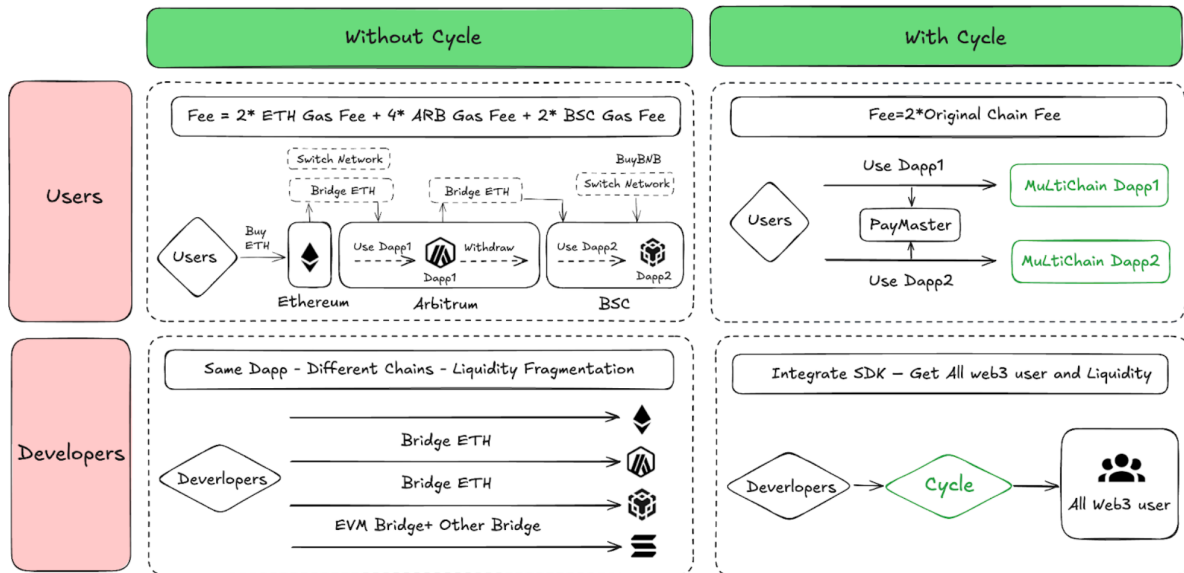 Without Cycle
With Cycle
Users
Fee = 2* ETH Gas Fee + 4* ARB Gas Fee + 2* BSC Gas Fee
Switch Network
Bridge ETH
Bridge ETH
BuyBNB
Switch Network
Users
Buy
ETH
Use Dapp1
Dapp1
Withdraw
Use Dapp2
Dapp2
Ethereum
Arbitrum
BSC
Fee=2*Original Chain Fee
Users
Use Dapp1
PayMaster
Use Dapp2
MuLtiChain Dapp1
MuLtiChain Dapp2
Developers
Same Dapp - Different Chains - Liquidity Fragmentation
Developers
Bridge ETH
Bridge ETH
EVM Bridge+ Other Bridge
Integrate SDK — Get All web3 user and Liquidity
Deverlopers
Cycle
All Web3 user